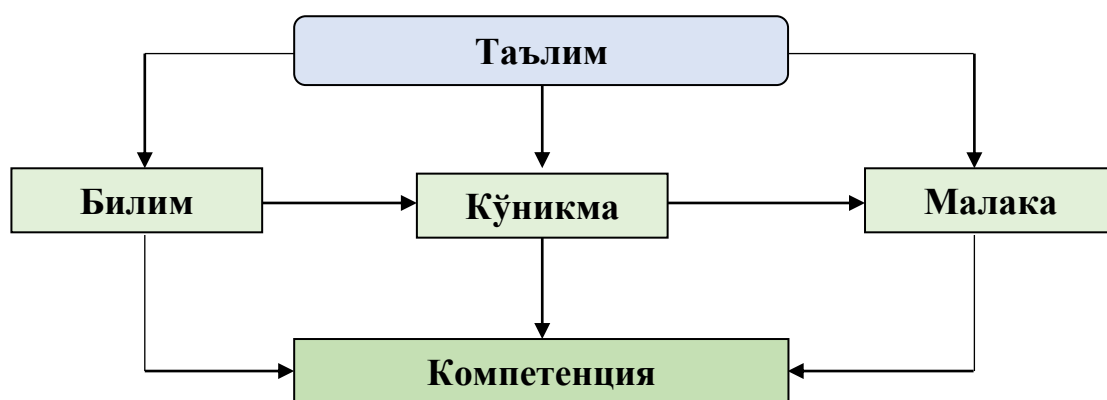 Таълим
Билим
Кўникма
Малака
Компетенция